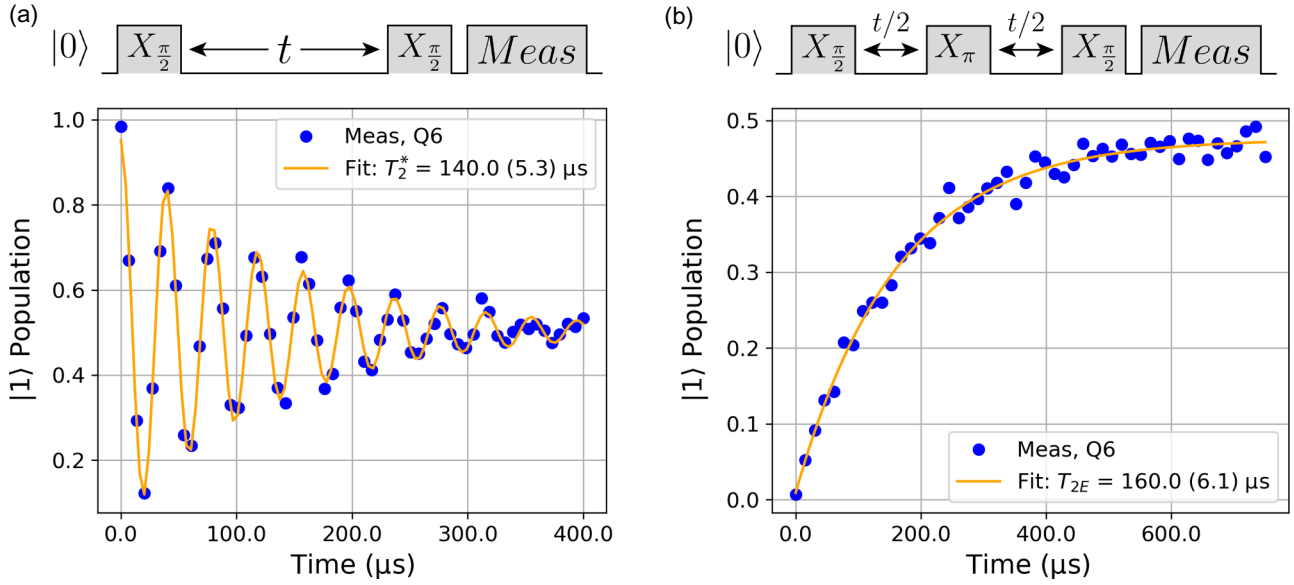 (a)
|0⟩ X_{π/2} t X_{π/2} Meas
|1⟩ Population
1.0
0.8
0.6
0.4
0.2
Meas, Q6
Fit: T_2^* = 140.0 (5.3) μs
0.0 100.0 200.0 300.0 400.0
Time (μs)
(b)
|0⟩ X_{π/2} t/2 X_π t/2 X_{π/2} Meas
|1⟩ Population
0.5
0.4
0.3
0.2
0.1
0.0
Meas, Q6
Fit: T_{2E} = 160.0 (6.1) μs
0.0 200.0 400.0 600.0
Time (μs)